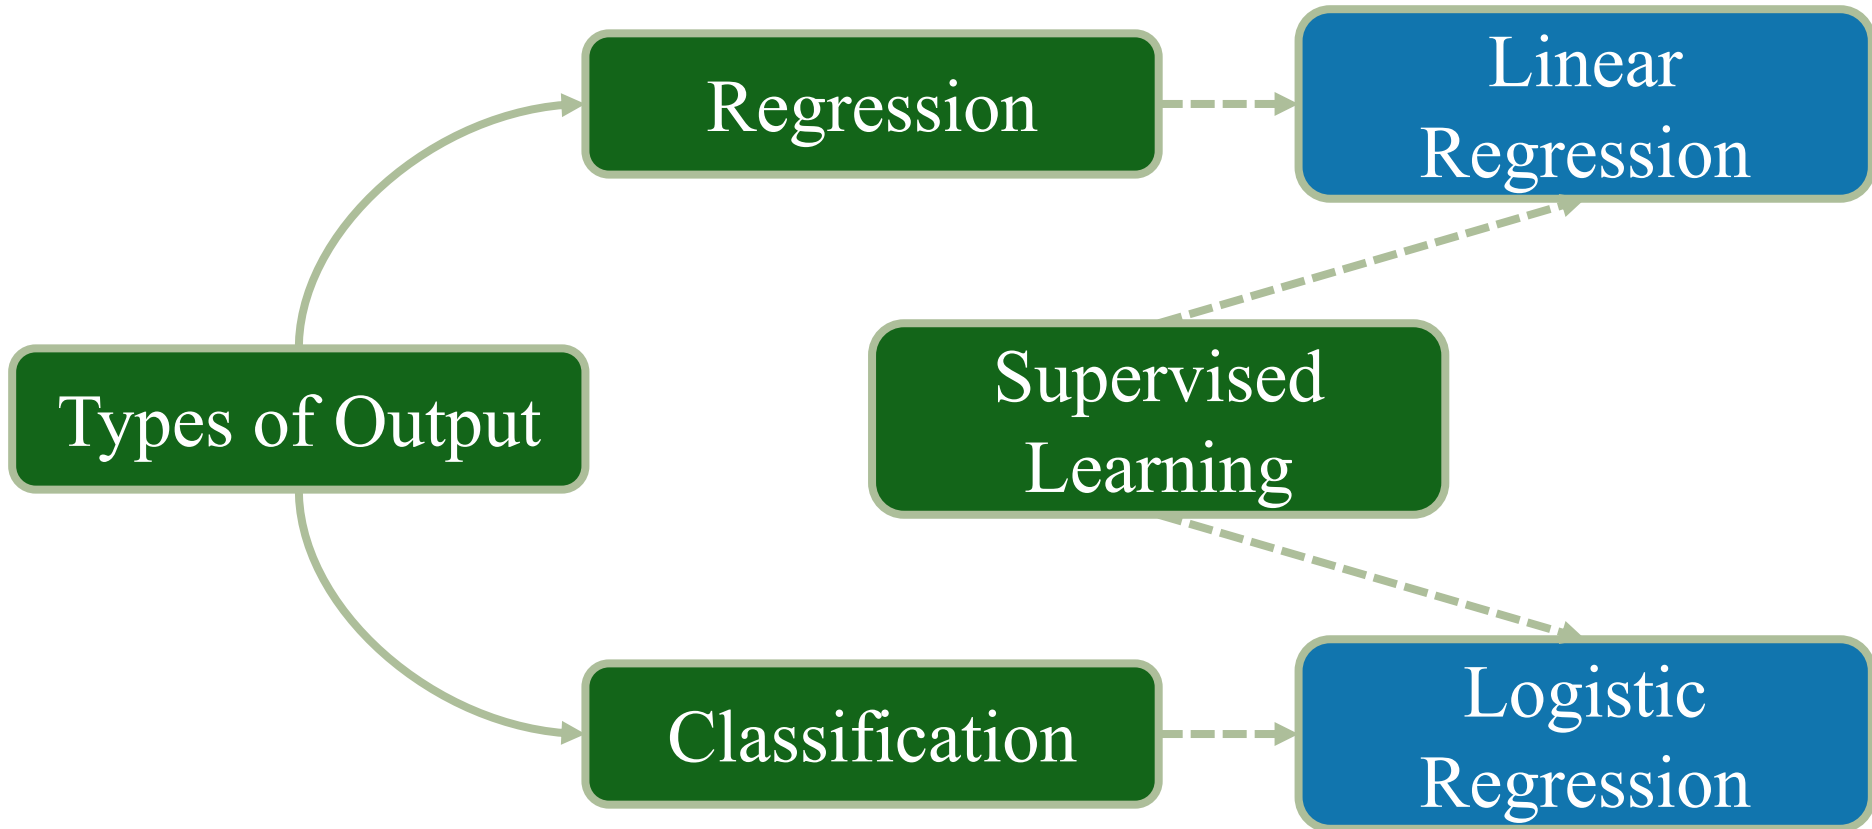 Regression
Linear
Regression
Types of Output
Supervised
Learning
Classification
Logistic
Regression